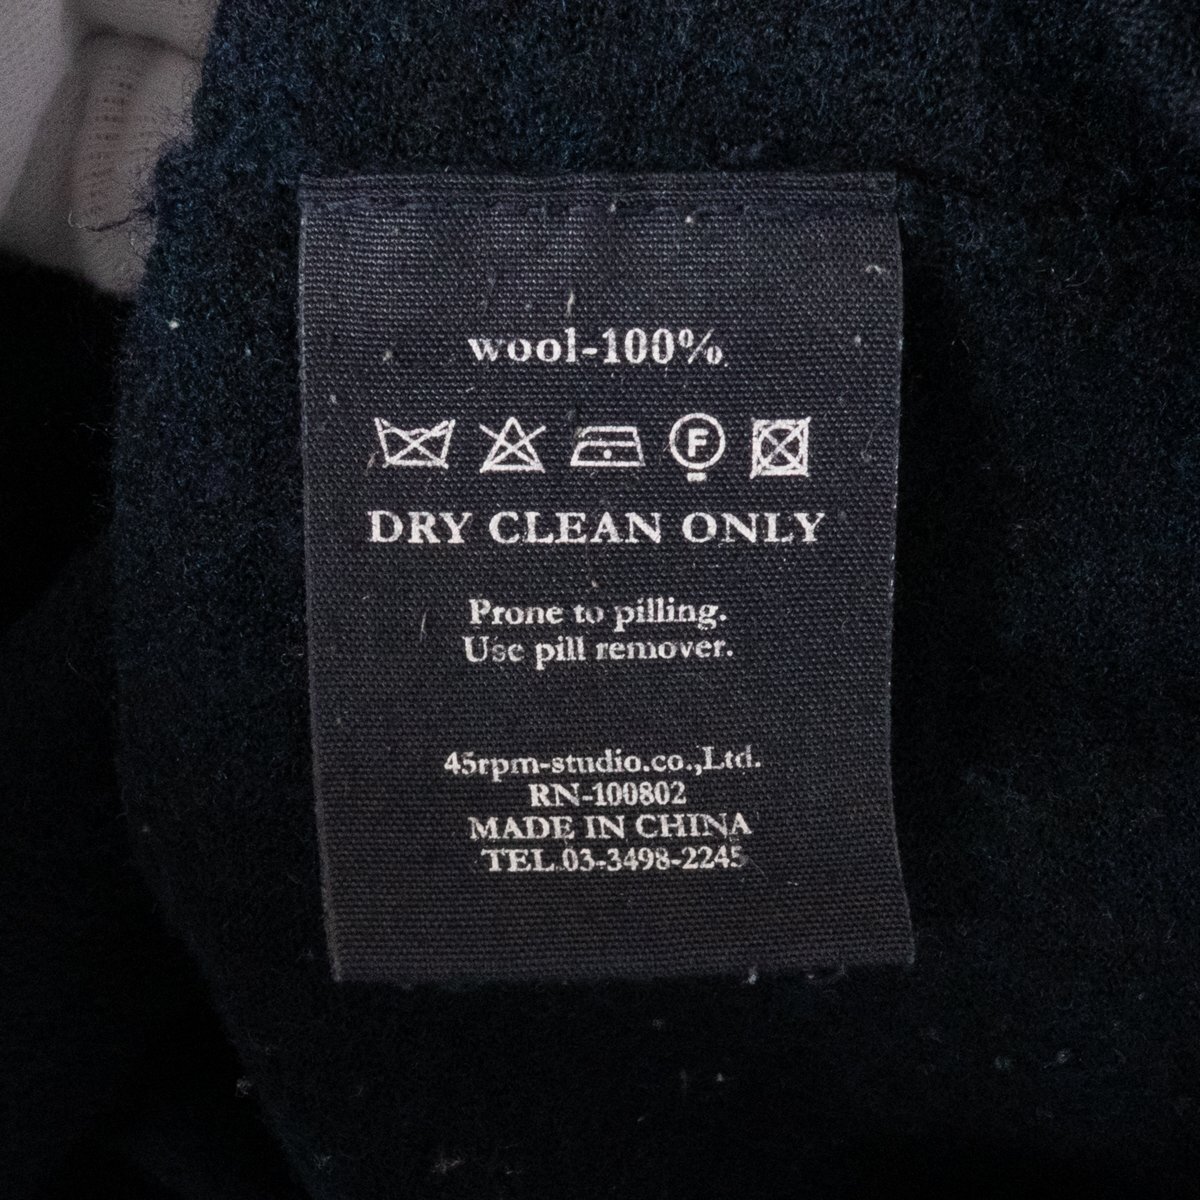 wool-100%
F
DRY CLEAN ONLY
Prone to pilling.
Use pill remover.
45rpm-studio.co.,Ltd.
RN-100802
MADE IN CHINA
TEL.03-3498-2245